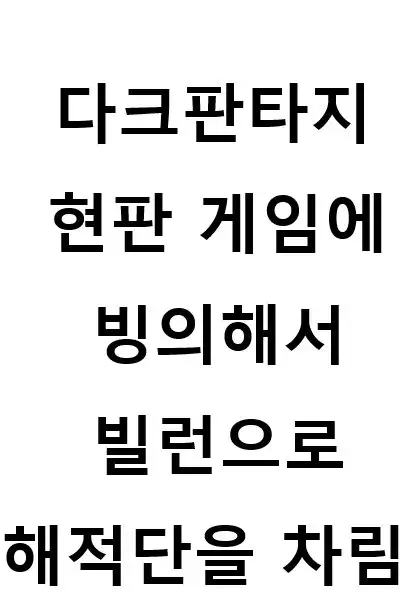 다크판타지
현판 게임에
빙의해서
빌런으로
해적단을 차림